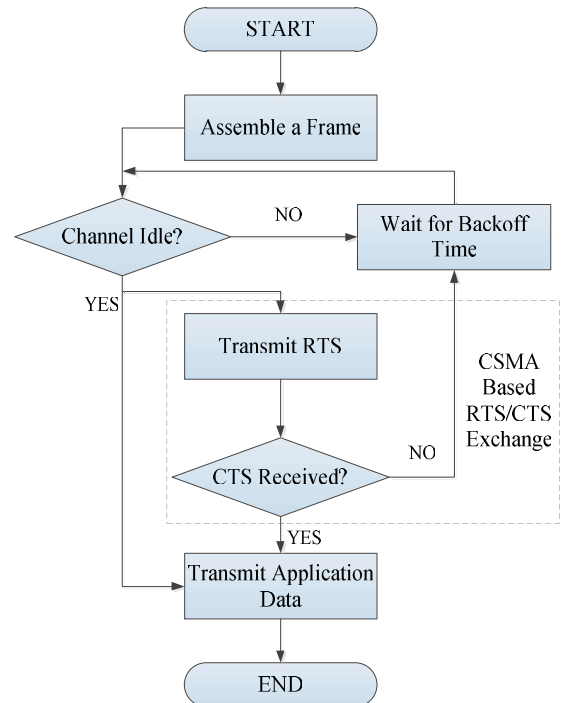 START
Assemble a Frame
Channel Idle?
NO
Wait for Backoff
Time
YES
Transmit RTS
CSMA
Based
RTS/CTS
Exchange
CTS Received?
NO
YES
Transmit Application
Data
END